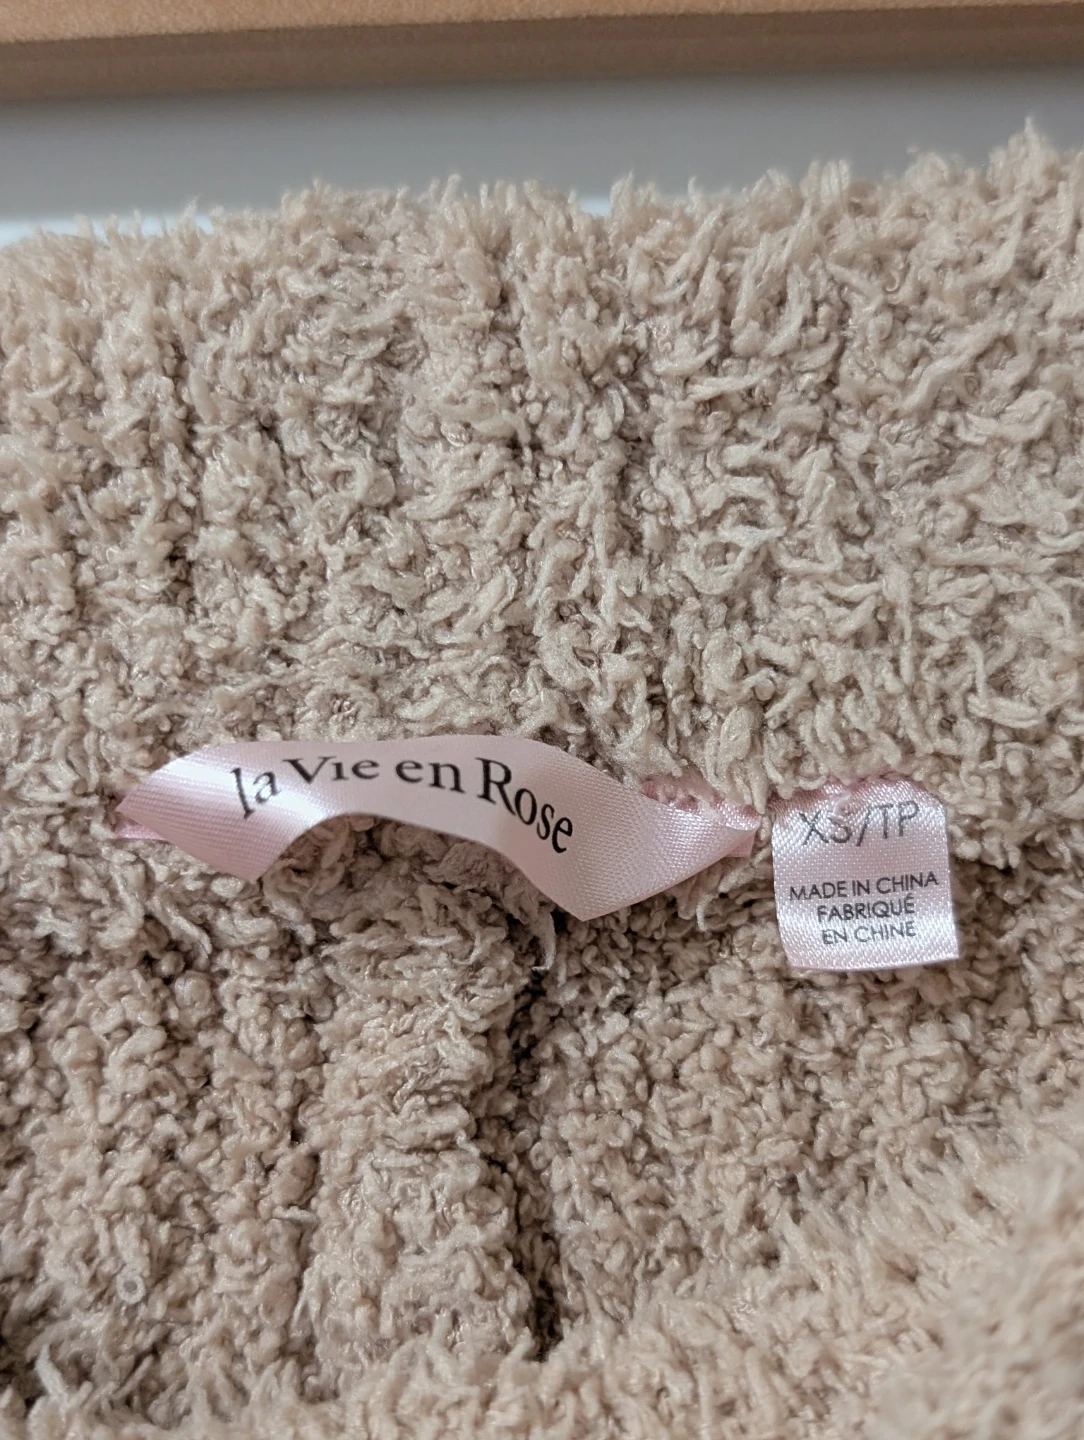 la Vie en Rose
XS/TP
MADE IN CHINA
FABRIQUÉ
EN CHINE